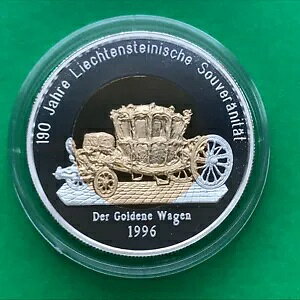 190 Jahre Liechtensteinische Souveränität
Der Goldene Wagen
1996